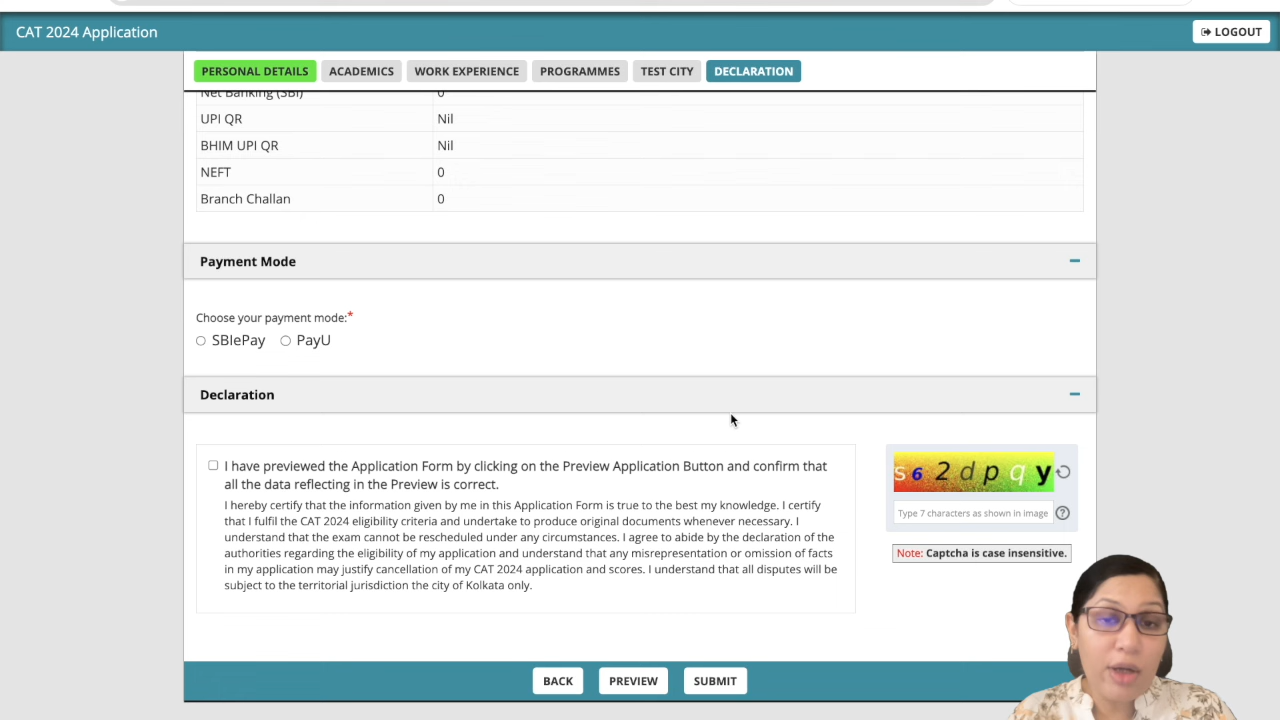 CAT 2024 Application
LOGOUT
PERSONAL DETAILS
ACADEMICS
WORK EXPERIENCE
PROGRAMMES
TEST CITY
DECLARATION
Net Banking (SBI) 0
UPI QR Nil
BHIM UPI QR Nil
NEFT 0
Branch Challan 0
Payment Mode
Choose your payment mode:*
SBIePay PayU
Declaration
I have previewed the Application Form by clicking on the Preview Application Button and confirm that
all the data reflecting in the Preview is correct.
I hereby certify that the information given by me in this Application Form is true to the best my knowledge. I certify
that I fulfil the CAT 2024 eligibility criteria and undertake to produce original documents whenever necessary. I
understand that the exam cannot be rescheduled under any circumstances. I agree to abide by the declaration of the
authorities regarding the eligibility of my application and understand that any misrepresentation or omission of facts
in my application may justify cancellation of my CAT 2024 application and scores. I understand that all disputes will be
subject to the territorial jurisdiction the city of Kolkata only.
s62dpqy
Type 7 characters as shown in image
Note: Captcha is case insensitive.
BACK
PREVIEW
SUBMIT